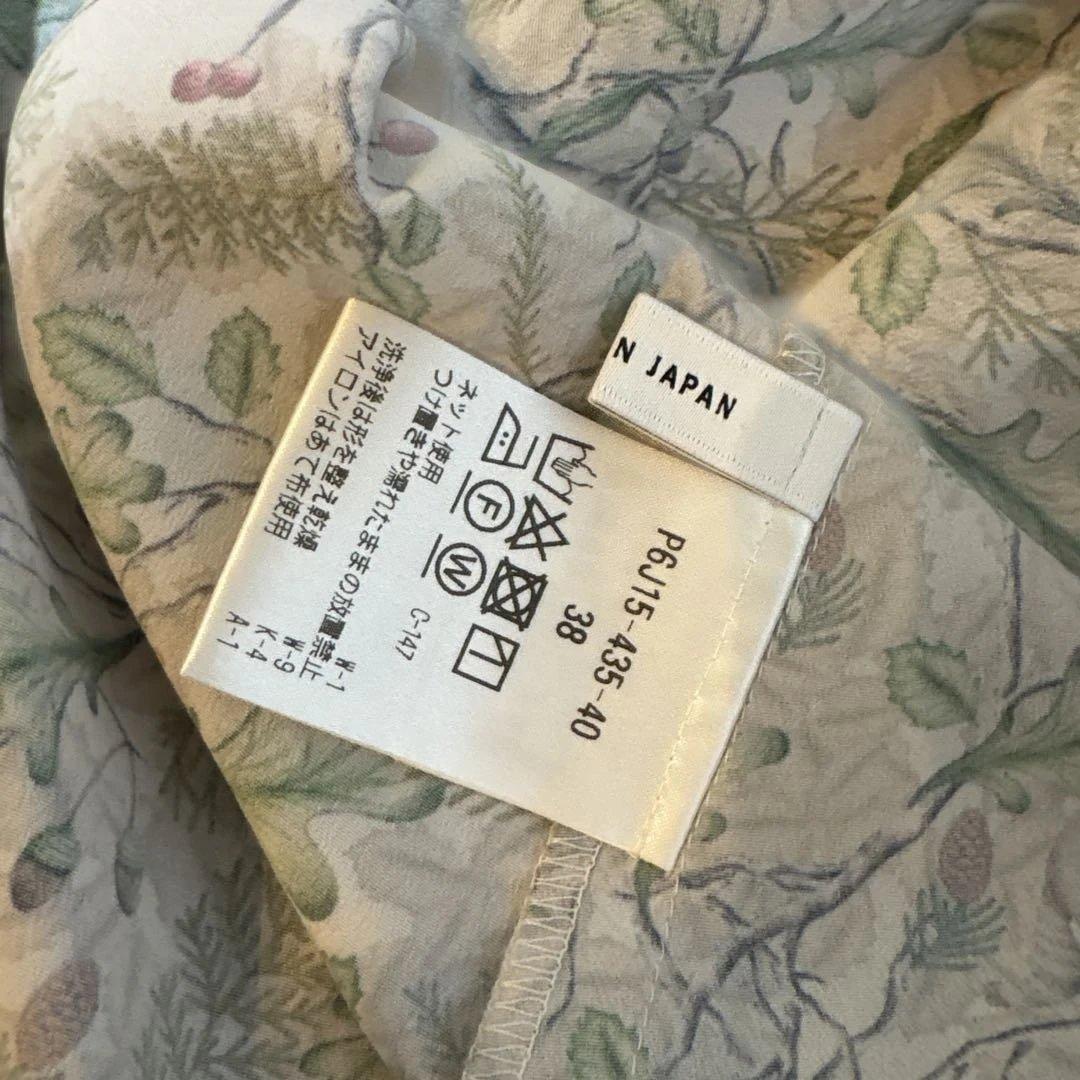 N JAPAN
P6J15-435-40
38
F
W
C-147
ネット使用
つけ置きや濡れたままの放置禁止
洗浄後は形を整え乾燥
アイロンはあて布使用
W-1
W-9
K-4
A-1